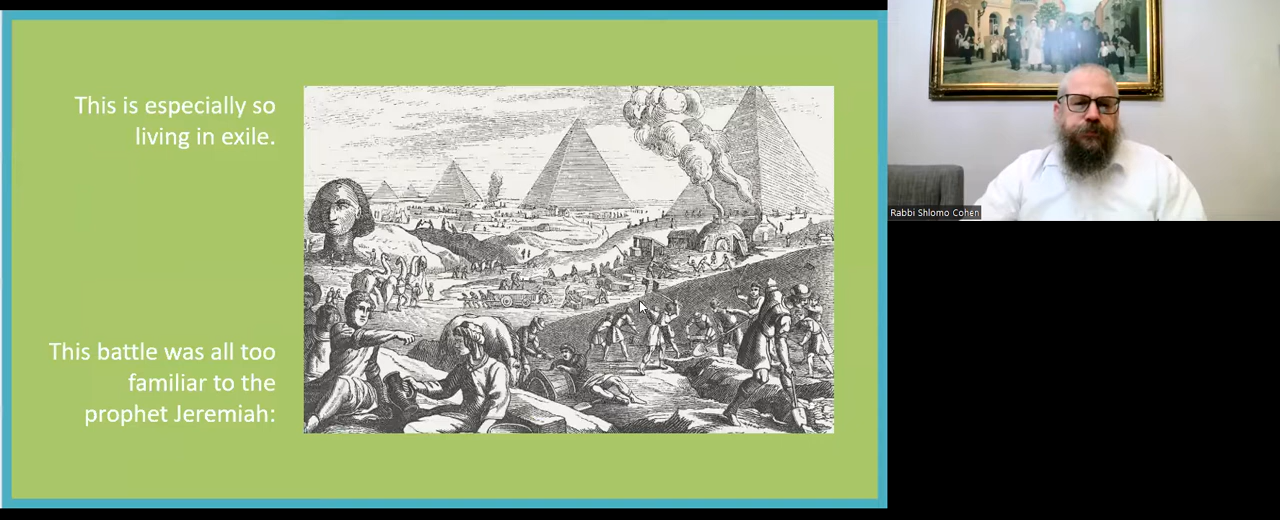 This is especially so
living in exile.
This battle was all too
familiar to the
prophet Jeremiah:
Rabbi Shlomo Cohen